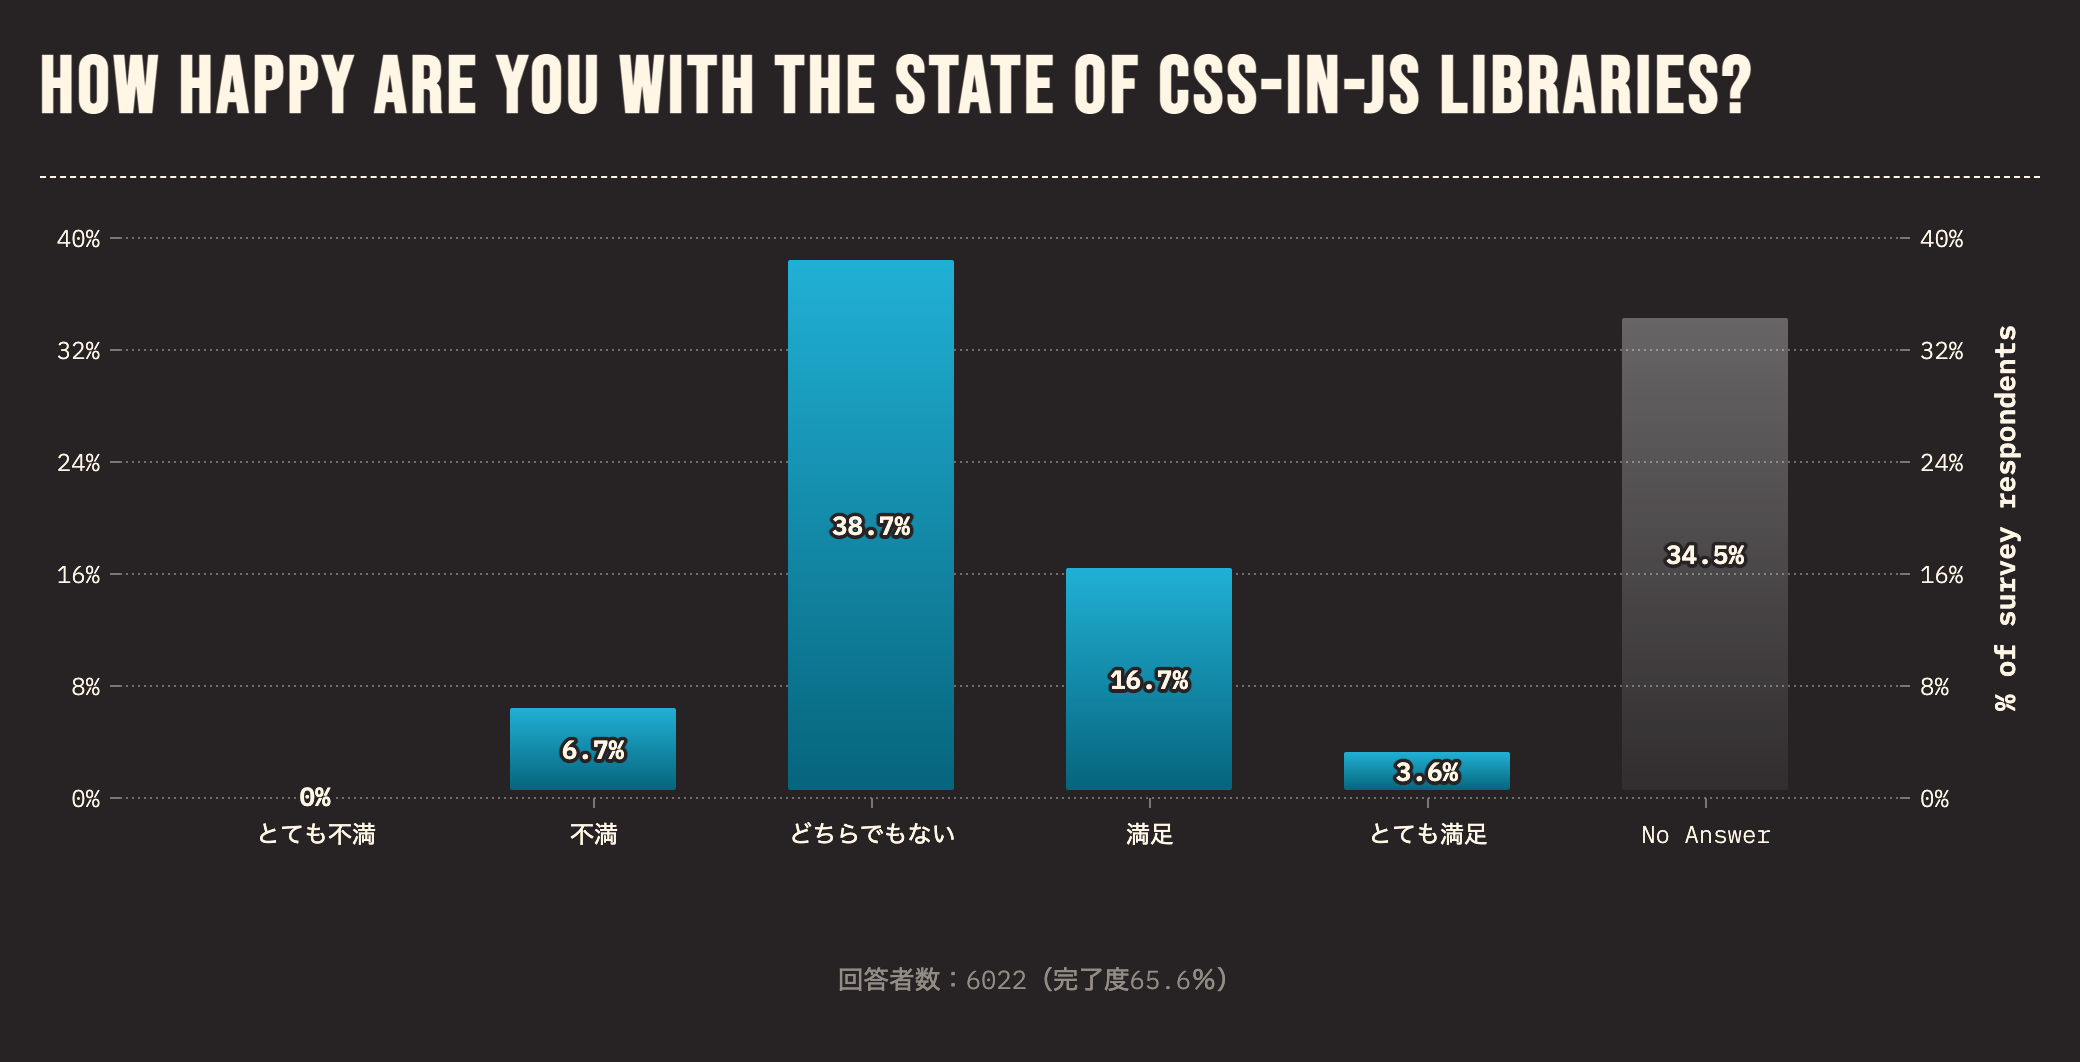 HOW HAPPY ARE YOU WITH THE STATE OF CSS-IN-JS LIBRARIES?
40%
32%
24%
16%
8%
0%
40%
32%
24%
16%
8%
0%
% of survey respoudents
0%
6.7%
38.7%
16.7%
3.6%
34.5%
とても不満
不満
どちらでもない
満足
とても満足
No Answer
回答者数：6022（完了度65.6%）